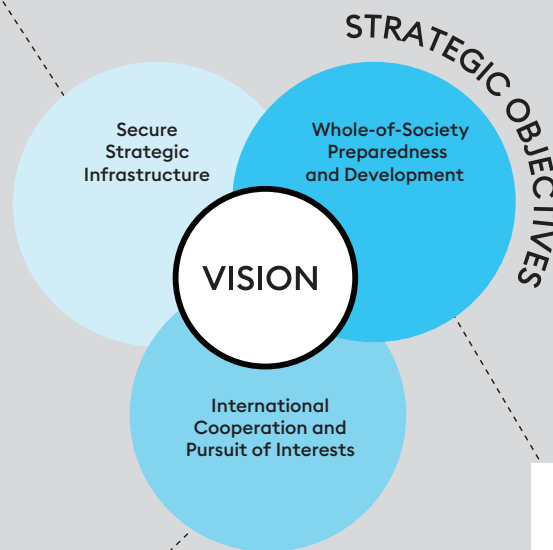 STRATEGIC OBJECTIVES
Secure
Strategic
Infrastructure
Whole-of-Society
Preparedness
and Development
VISION
International
Cooperation and
Pursuit of Interests